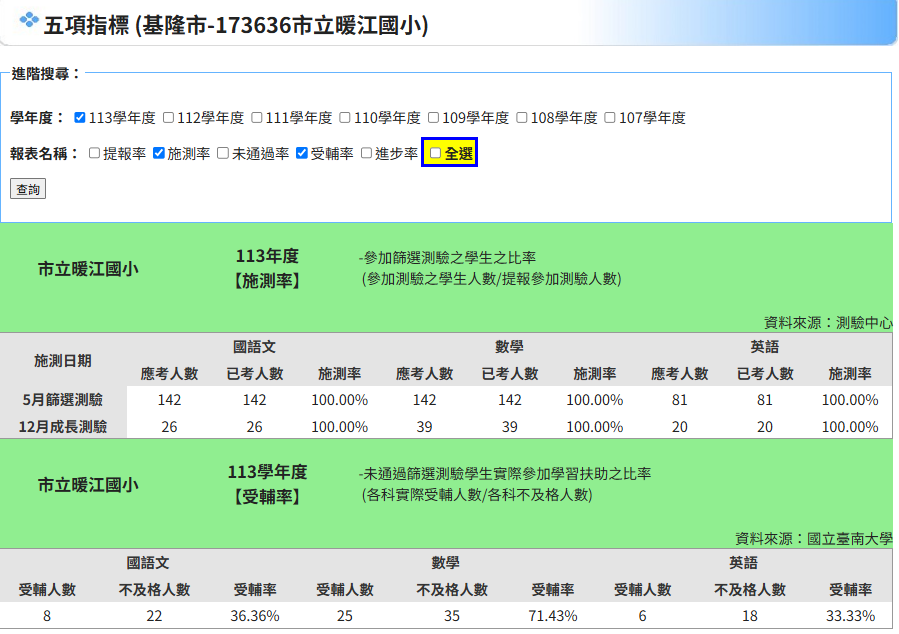 五項指標 (基隆市-173636市立暖江國小)
進階搜尋：
學年度： 113學年度 112學年度 111學年度 110學年度 109學年度 108學年度 107學年度
報表名稱： 提報率 施測率 未通過率 受輔率 進步率 全選
查詢
市立暖江國小
113年度
【施測率】
-參加篩選測驗之學生之比率
(參加測驗之學生人數/提報參加測驗人數)
資料來源：測驗中心
施測日期 國語文 數學 英語
應考人數 已考人數 施測率 應考人數 已考人數 施測率 應考人數 已考人數 施測率
5月篩選測驗 142 142 100.00% 142 142 100.00% 81 81 100.00%
12月成長測驗 26 26 100.00% 39 39 100.00% 20 20 100.00%
市立暖江國小
113學年度
【受輔率】
-未通過篩選測驗學生實際參加學習扶助之比率
(各科實際受輔人數/各科不及格人數)
資料來源：國立臺南大學
國語文 數學 英語
受輔人數 不及格人數 受輔率 受輔人數 不及格人數 受輔率 受輔人數 不及格人數 受輔率
8 22 36.36% 25 35 71.43% 6 18 33.33%